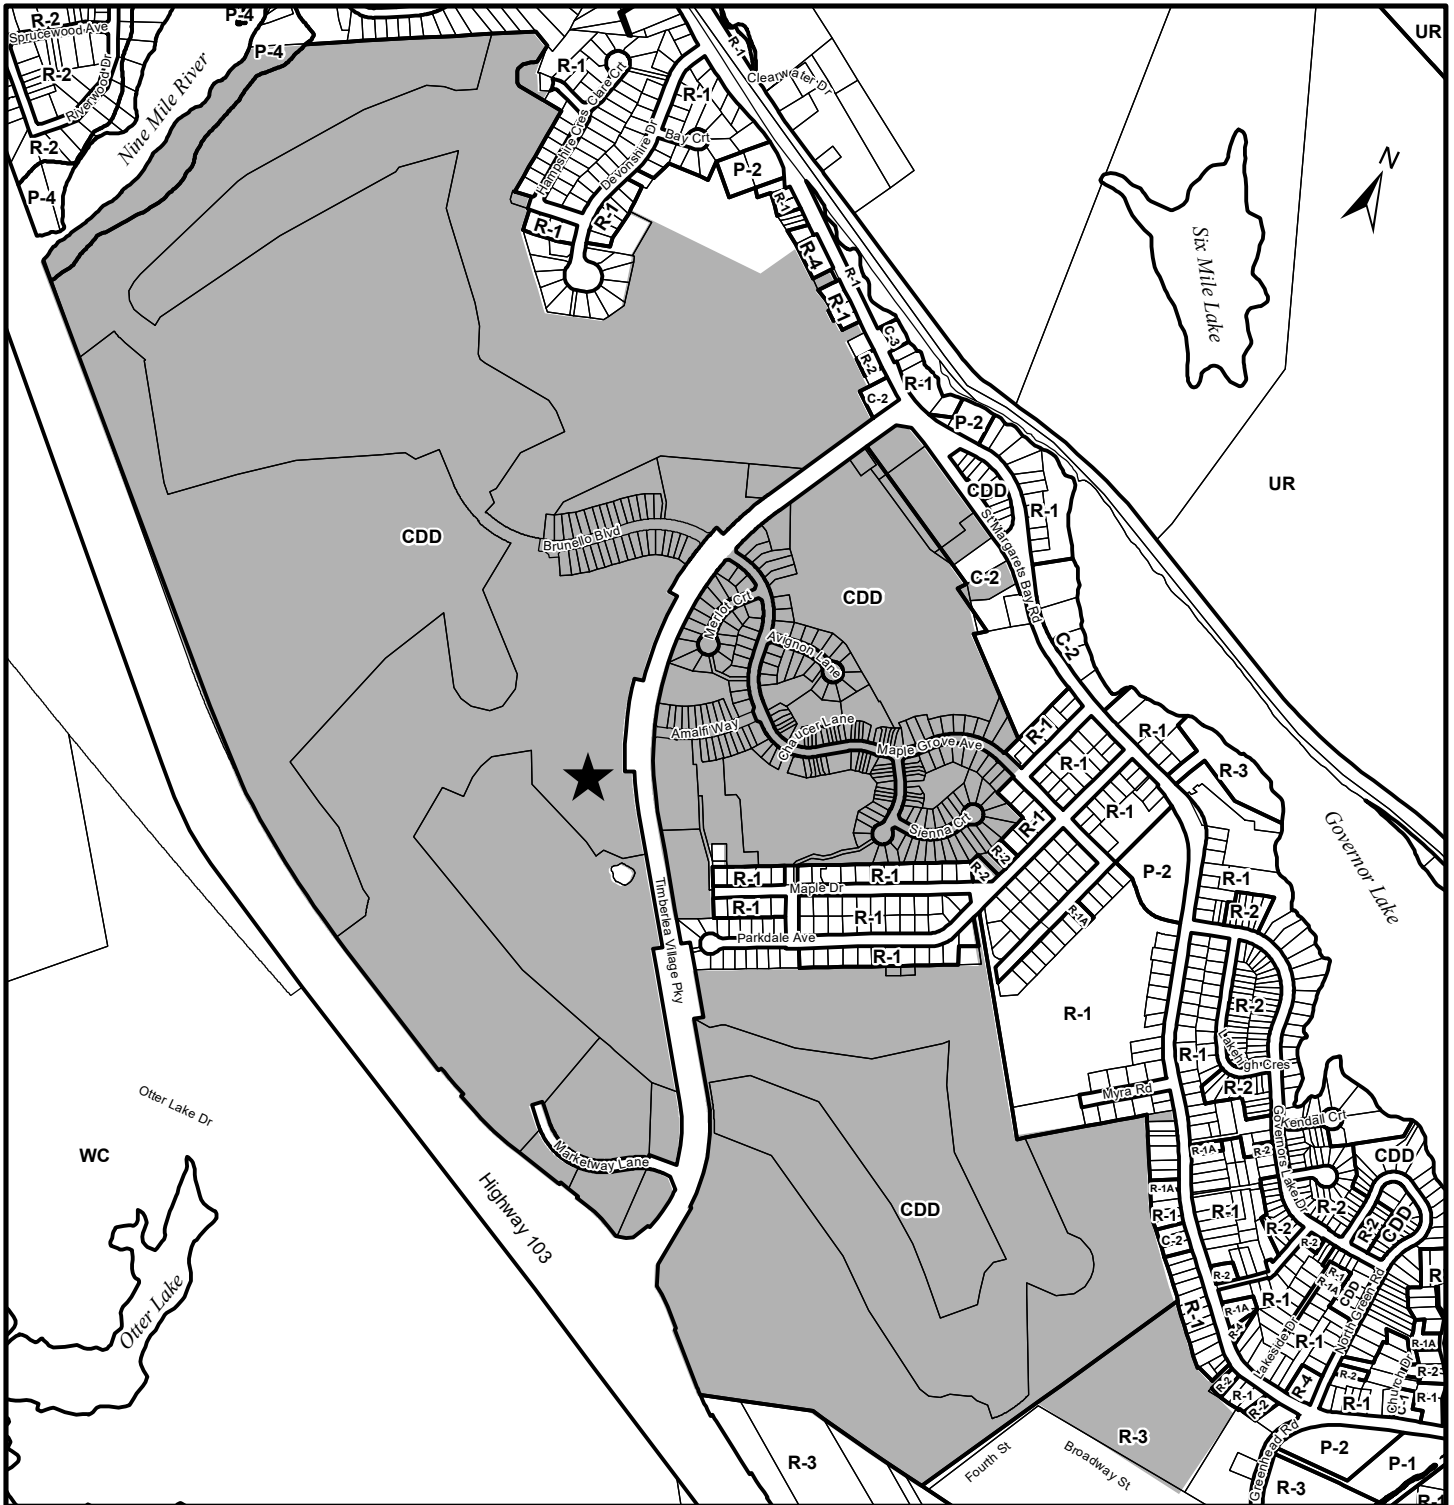 R-2
P-4
Sprucewood Ave
P-4
R-2
Riverwood Dr
R-2
P-4
Nine Mile River
R-1
Clare Crt
Hampshire Cres
R-1
Bay Crt
Devonshire Dr
R-1
R-1
P-2
R-1
Clearwater Dr
UR
N
R-1
R-4
R-1
R-1
C-3
R-2
R-1
C-2
P-2
Six Mile Lake
UR
CDD
R-1
St Margarets Bay Rd
C-2
C-2
CDD
Brunello Blvd
CDD
Merlot Crt
Avignon Lane
Amalfi Way
Chaucer Lane
Maple Grove Ave
Sienna Crt
R-1
R-1
R-1
R-3
R-1
R-1
R-2
R-2
Governor Lake
P-2
R-1
R-2
R-1A
R-1
R-1
Maple Dr
R-1
R-1
Parkdale Ave
R-1
Timberlea Village Pky
R-1
R-2
R-1
Lakehigh Cres
R-2
Myra Rd
Kendall Crt
Governors Lake Dr
R-1A
R-2
CDD
R-1A
R-1
R-1
R-2
R-2
CDD
C-2
R-2
R-2
R-2
R-1
R-1A
CDD
R-1
R-1A
R-4
R-1
R-1
North Green Rd
Lakeside Dr
R-1A
R-2
R-2
R-4
R-1
Church Dr
C-1
R-1
R-2
R-1
R-2
Otter Lake Dr
WC
Otter Lake
Highway 103
Marketway Lane
CDD
R-3
R-3
Fourth St
Broadway St
Greenhead Rd
P-2
P-1
R-3